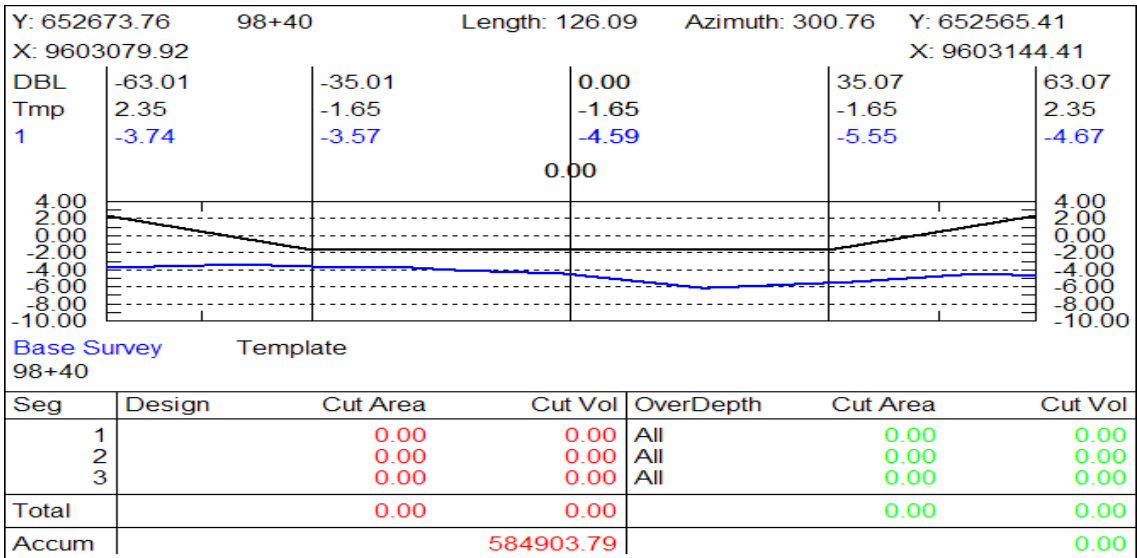 Y: 652673.76 98+40 Length: 126.09 Azimuth: 300.76 Y: 652565.41
X: 9603079.92 X: 9603144.41
DBL -63.01 -35.01 0.00 35.07 63.07
Tmp 2.35 -1.65 -1.65 -1.65 2.35
1 -3.74 -3.57 -4.59 -5.55 -4.67
0.00
4.00 4.00
2.00 2.00
0.00 0.00
-2.00 -2.00
-4.00 -4.00
-6.00 -6.00
-8.00 -8.00
-10.00 -10.00
Base Survey Template
98+40
Seg Design Cut Area Cut Vol OverDepth Cut Area Cut Vol
1 0.00 0.00 All 0.00 0.00
2 0.00 0.00 All 0.00 0.00
3 0.00 0.00 All 0.00 0.00
Total 0.00 0.00 0.00 0.00
Accum 584903.79 0.00